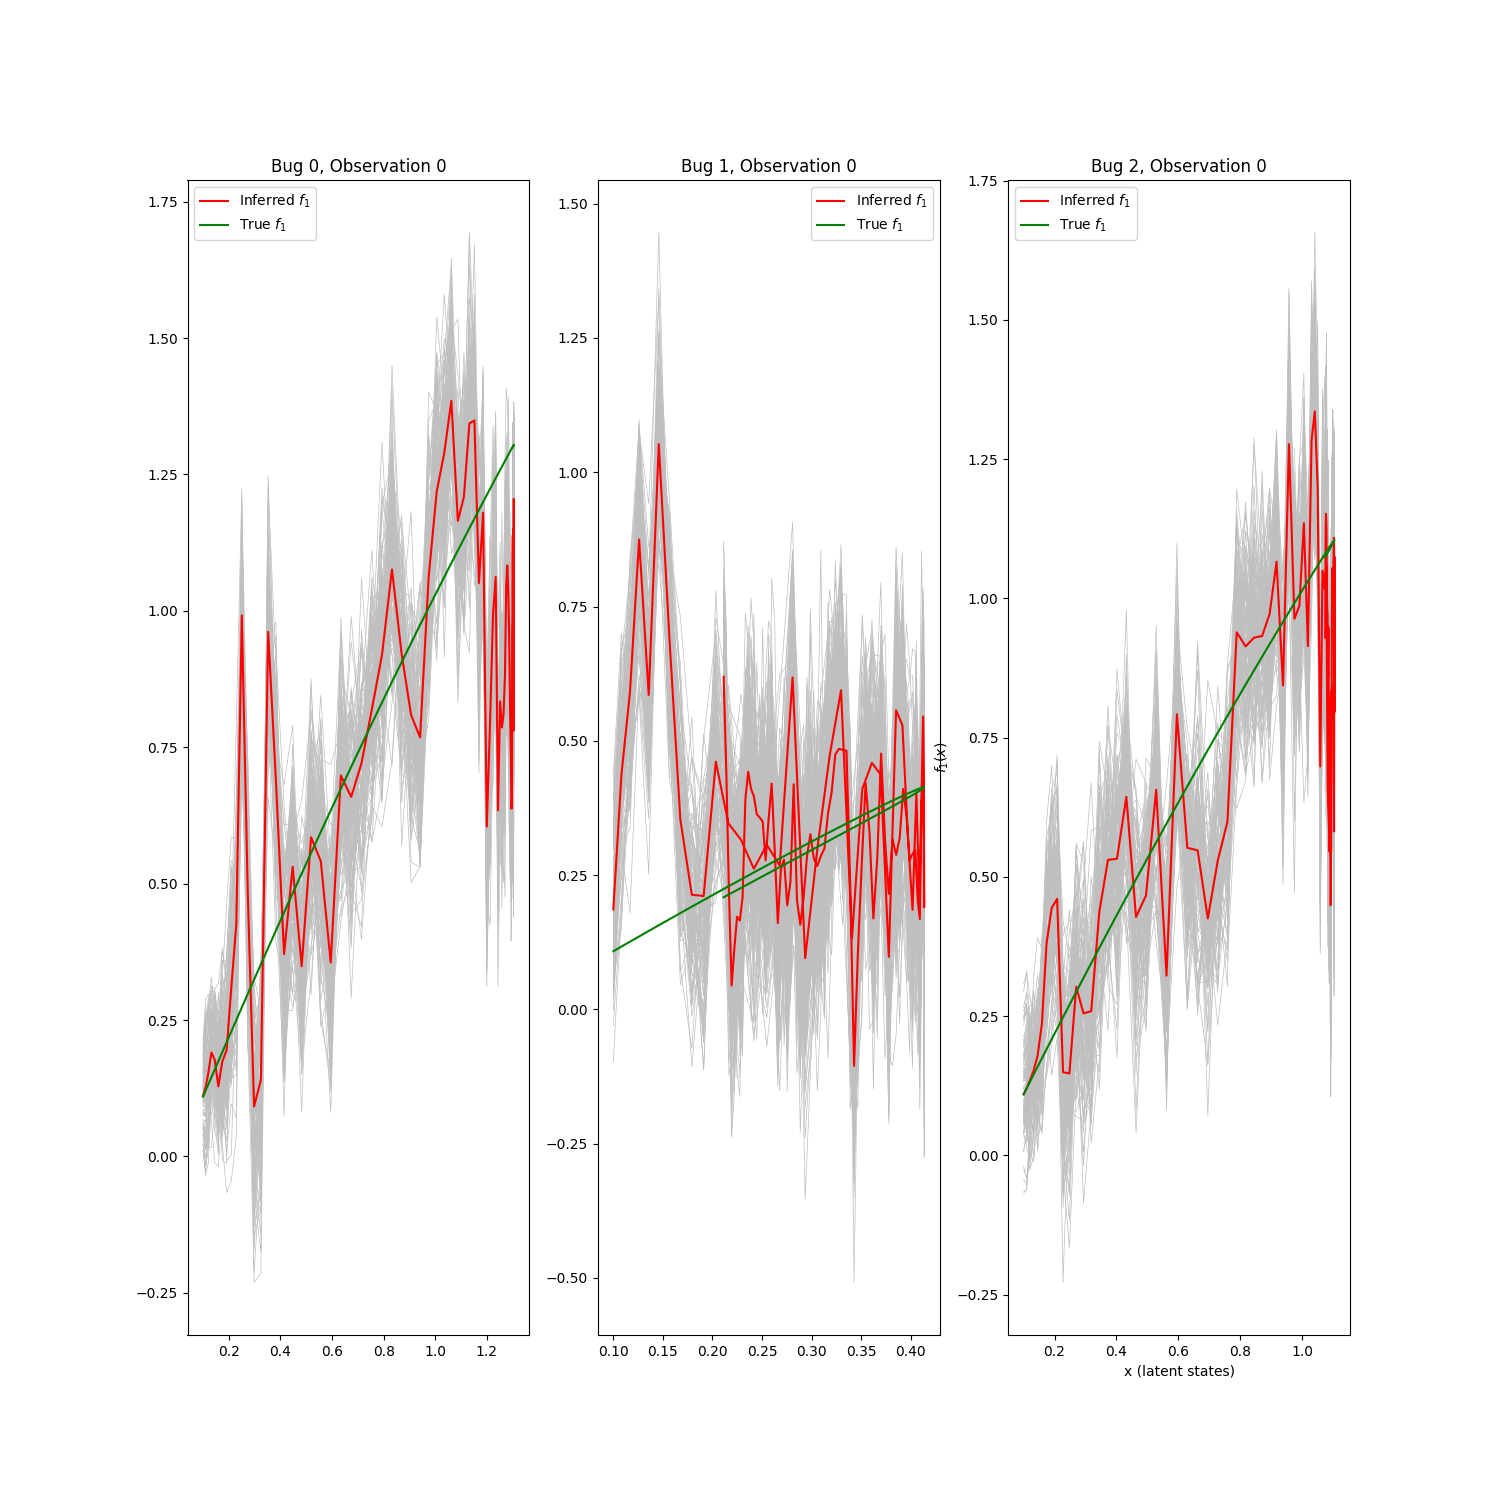 Bug 0, Observation 0
Inferred f₁
True f₁
1.75
1.50
1.25
1.00
0.75
0.50
0.25
0.00
−0.25
0.2 0.4 0.6 0.8 1.0 1.2
Bug 1, Observation 0
Inferred f₁
True f₁
1.50
1.25
1.00
0.75
0.50
0.25
0.00
−0.25
−0.50
0.10 0.15 0.20 0.25 0.30 0.35 0.40
Bug 2, Observation 0
Inferred f₁
True f₁
f₁(x)
1.75
1.50
1.25
1.00
0.75
0.50
0.25
0.00
−0.25
0.2 0.4 0.6 0.8 1.0
x (latent states)